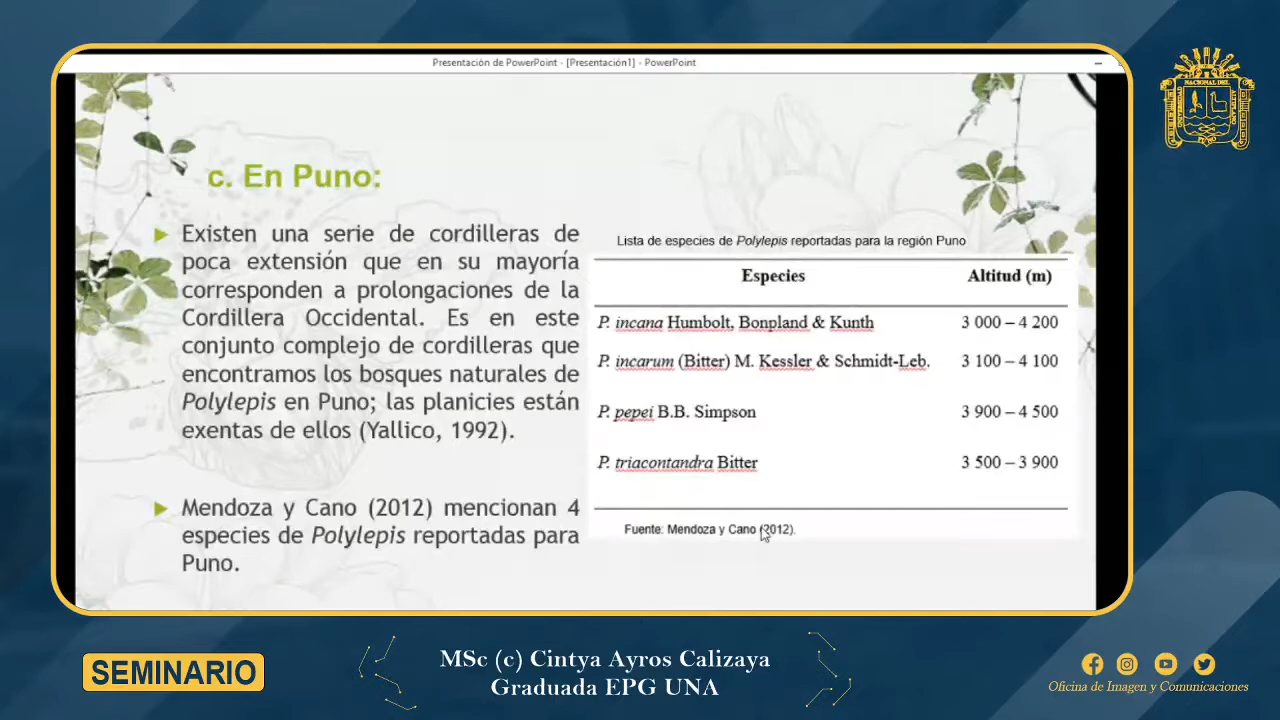 Presentación de PowerPoint - [Presentación1] - PowerPoint
c. En Puno:
Existen una serie de cordilleras de
poca extensión que en su mayoría
corresponden a prolongaciones de la
Cordillera Occidental. Es en este
conjunto complejo de cordilleras que
encontramos los bosques naturales de
Polylepis en Puno; las planicies están
exentas de ellos (Yallico, 1992).
Mendoza y Cano (2012) mencionan 4
especies de Polylepis reportadas para
Puno.
Lista de especies de Polylepis reportadas para la región Puno
Especies Altitud (m)
P. incana Humbolt, Bonpland & Kunth 3 000 – 4 200
P. incarum (Bitter) M. Kessler & Schmidt-Leb. 3 100 – 4 100
P. pepei B.B. Simpson 3 900 – 4 500
P. triacontandra Bitter 3 500 – 3 900
Fuente: Mendoza y Cano (2012).
SEMINARIO
MSc (c) Cintya Ayros Calizaya
Graduada EPG UNA
Oficina de Imagen y Comunicaciones